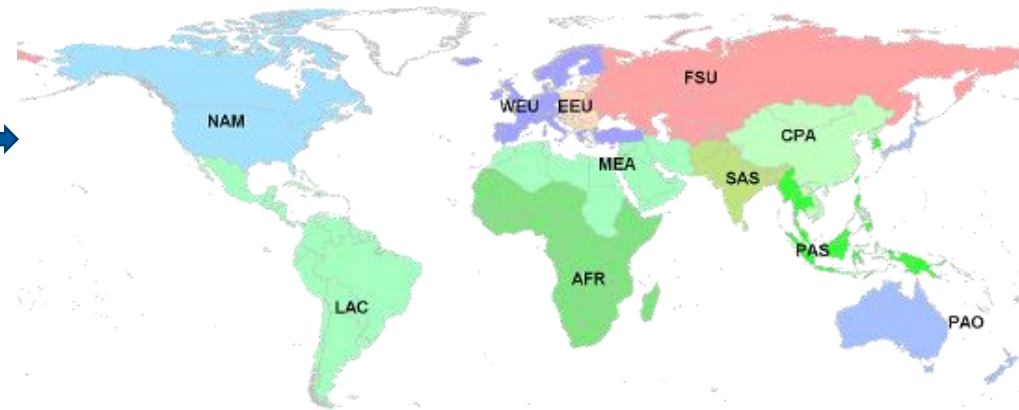 FSU
WEU EEU
NAM
CPA
MEA
SAS
PAS
AFR
LAC
PAO